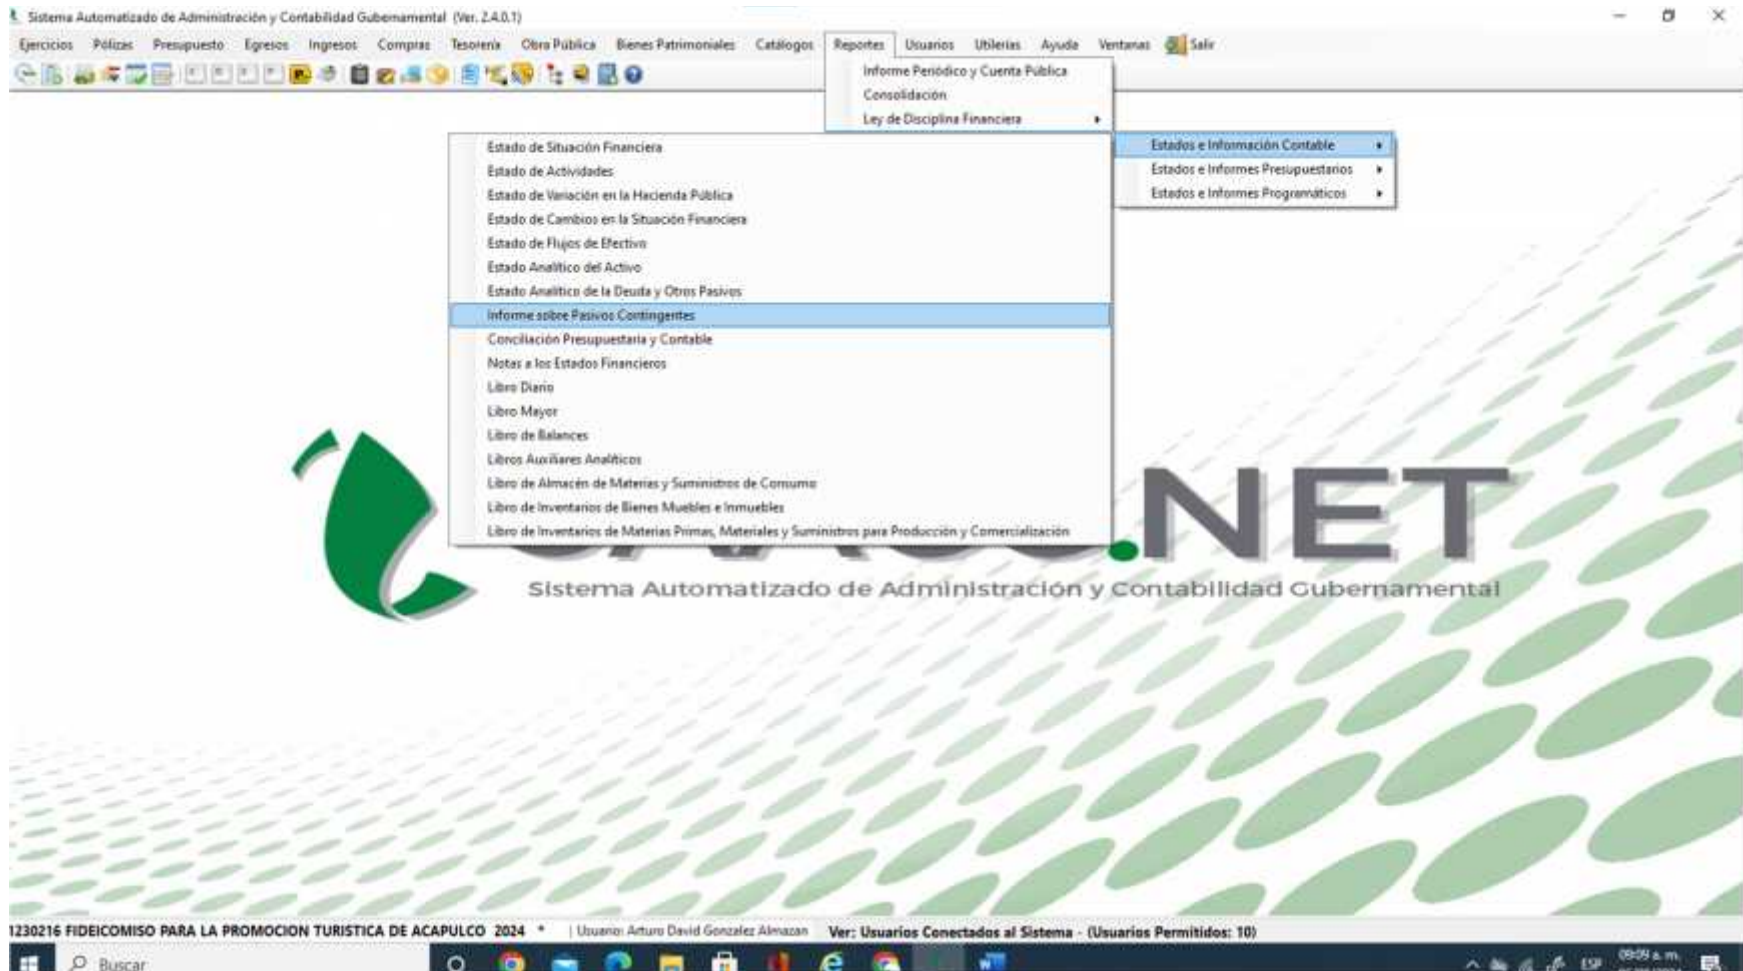 Sistema Automatizado de Administración y Contabilidad Gubernamental (Ver. 2.4.0.1)
Ejercicios Pólizas Presupuesto Egresos Ingresos Compras Tesorería Obra Pública Bienes Patrimoniales Catálogos Reportes Usuarios Utilerias Ayuda Ventanas Salir
Informe Periódico y Cuenta Pública
Consolidación
Ley de Disciplina Financiera
Estados e Información Contable
Estados e Informes Presupuestarios
Estados e Informes Programáticos
Estado de Situación Financiera
Estado de Actividades
Estado de Variación en la Hacienda Pública
Estado de Cambios en la Situación Financiera
Estado de Flujos de Efectivo
Estado Analítico del Activo
Estado Analítico de la Deuda y Otros Pasivos
Informe sobre Pasivos Contingentes
Conciliación Presupuestaria y Contable
Notas a los Estados Financieros
Libro Diario
Libro Mayor
Libro de Balances
Libros Auxiliares Analíticos
Libro de Almacén de Materias y Suministros de Consumo
Libro de Inventarios de Bienes Muebles e Inmuebles
Libro de Inventarios de Materias Primas, Materiales y Suministros para Producción y Comercialización
.NET
Sistema Automatizado de Administración y Contabilidad Gubernamental
1230216 FIDEICOMISO PARA LA PROMOCION TURISTICA DE ACAPULCO 2024 * | Usuario: Arturo David Gonzalez Almazan Ver: Usuarios Conectados al Sistema - (Usuarios Permitidos: 10)
Buscar
ESP
09:09 a. m.